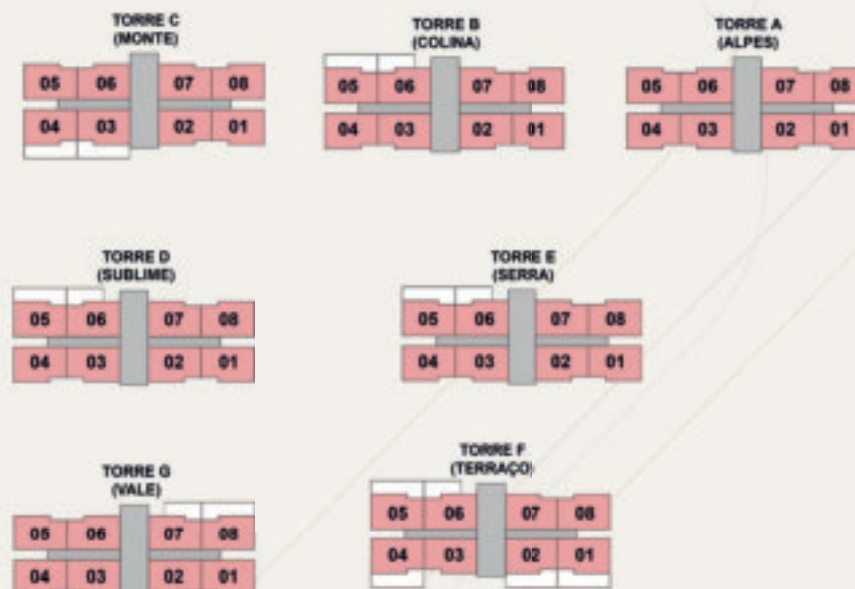 TORRE C
(MONTE)
05 06 07 08
04 03 02 01
TORRE B
(COLINA)
05 06 07 08
04 03 02 01
TORRE A
(ALPES)
05 06 07 08
04 03 02 01
TORRE D
(SUBLIME)
05 06 07 08
04 03 02 01
TORRE E
(SERRA)
05 06 07 08
04 03 02 01
TORRE G
(VALE)
05 06 07 08
04 03 02 01
TORRE F
(TERRAÇO)
05 06 07 08
04 03 02 01